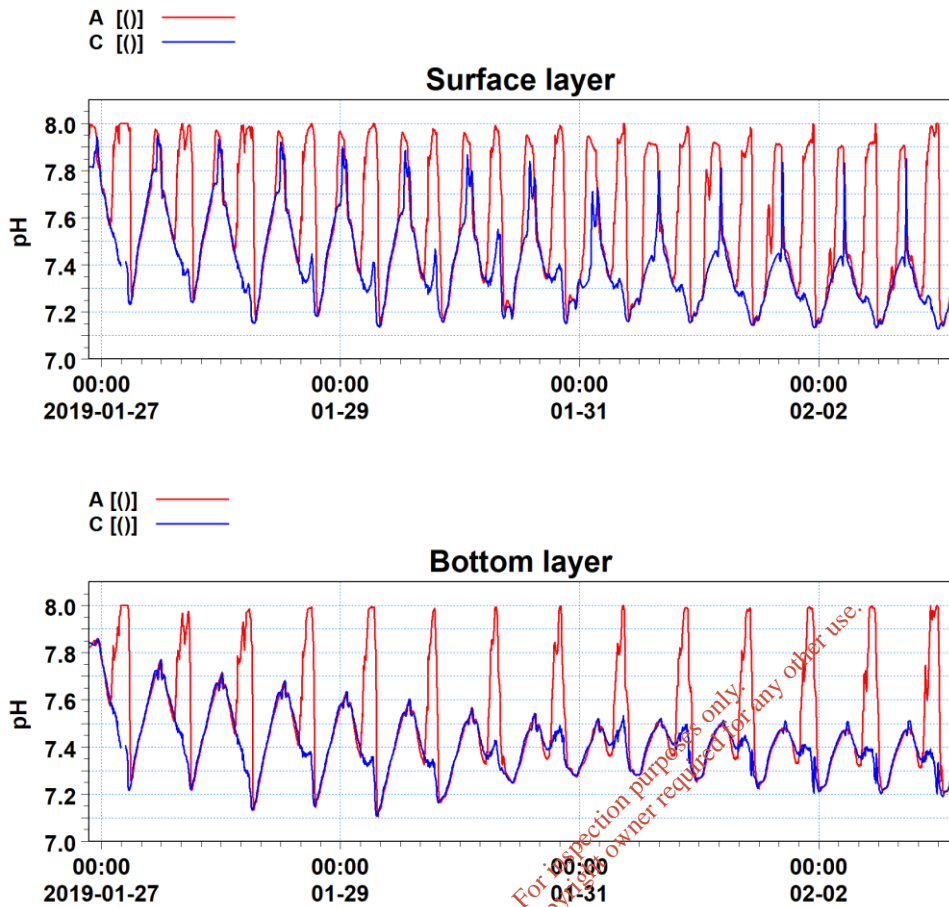 A [()]
C [()]
Surface layer
pH
8.0
7.8
7.6
7.4
7.2
7.0
00:00 00:00 00:00 00:00
2019-01-27 01-29 01-31 02-02
A [()]
C [()]
Bottom layer
pH
8.0
7.8
7.6
7.4
7.2
7.0
00:00 00:00 00:00 00:00
2019-01-27 01-29 01-31 02-02
For inspection purposes only.
owner required for any other use.